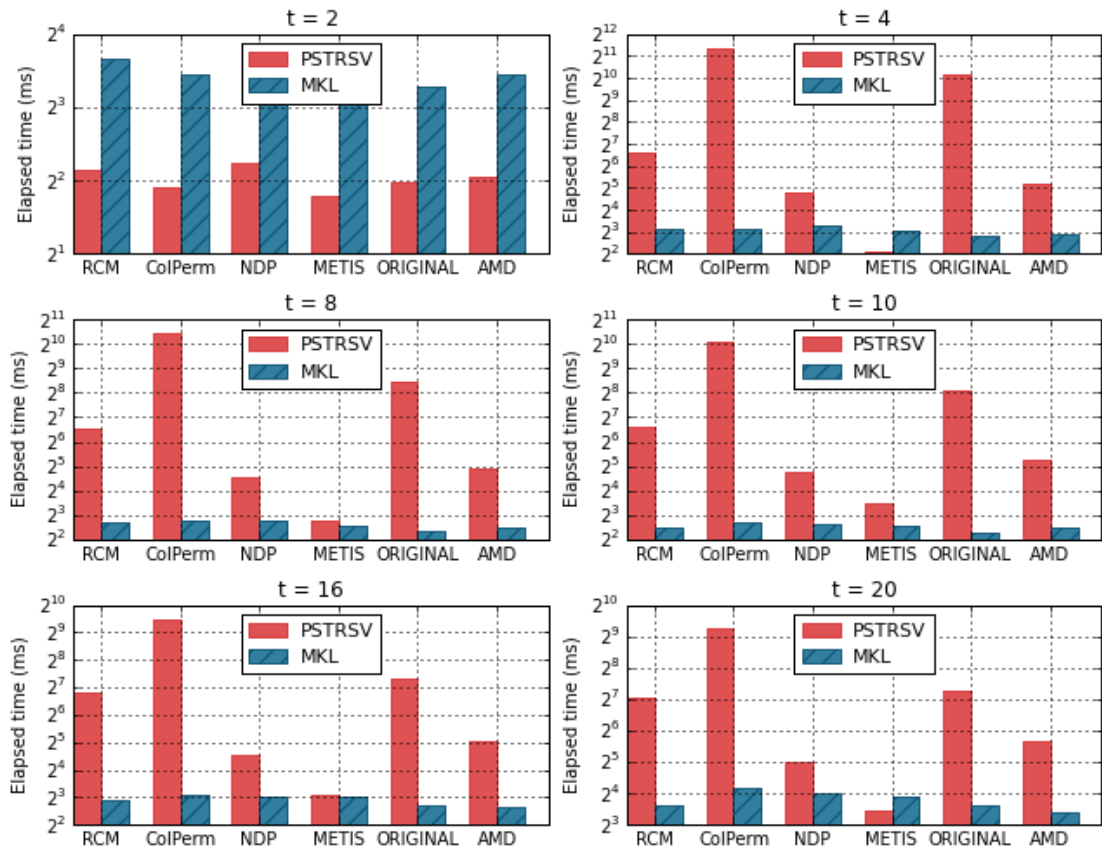 t = 2
2^4
2^3
2^2
2^1
Elapsed time (ms)
PSTRSV
MKL
RCM ColPerm NDP METIS ORIGINAL AMD
t = 4
2^12
2^11
2^10
2^9
2^8
2^7
2^6
2^5
2^4
2^3
2^2
Elapsed time (ms)
PSTRSV
MKL
RCM ColPerm NDP METIS ORIGINAL AMD
t = 8
2^11
2^10
2^9
2^8
2^7
2^6
2^5
2^4
2^3
2^2
Elapsed time (ms)
PSTRSV
MKL
RCM ColPerm NDP METIS ORIGINAL AMD
t = 10
2^11
2^10
2^9
2^8
2^7
2^6
2^5
2^4
2^3
2^2
Elapsed time (ms)
PSTRSV
MKL
RCM ColPerm NDP METIS ORIGINAL AMD
t = 16
2^10
2^9
2^8
2^7
2^6
2^5
2^4
2^3
2^2
Elapsed time (ms)
PSTRSV
MKL
RCM ColPerm NDP METIS ORIGINAL AMD
t = 20
2^10
2^9
2^8
2^7
2^6
2^5
2^4
2^3
Elapsed time (ms)
PSTRSV
MKL
RCM ColPerm NDP METIS ORIGINAL AMD